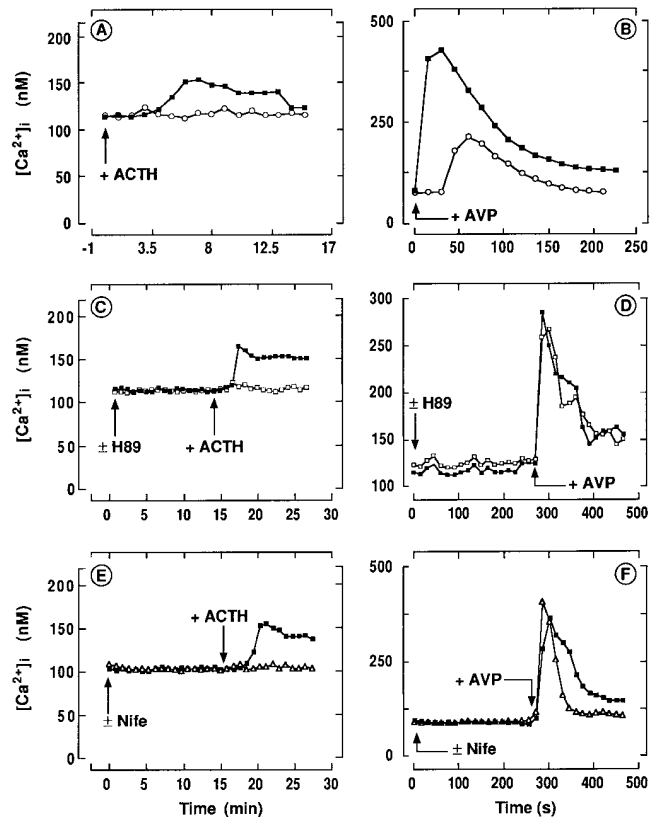 A
200
150
100
50
0
[Ca2+]i (nM)
+ ACTH
-1 3.5 8 12.5 17
B
500
250
0
+ AVP
0 50 100 150 200 250
C
200
150
100
50
0
[Ca2+]i (nM)
± H89
+ ACTH
0 5 10 15 20 25 30
D
300
250
200
150
100
± H89
+ AVP
0 100 200 300 400 500
E
200
150
100
50
0
[Ca2+]i (nM)
+ ACTH
± Nife
0 5 10 15 20 25 30
Time (min)
F
500
250
0
+ AVP
± Nife
0 100 200 300 400 500
Time (s)